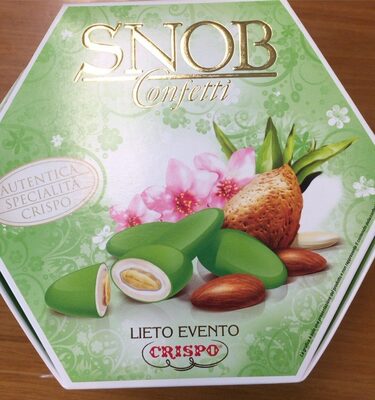 SNOB
Confetti
AUTENTICA
SPECIALITÀ
CRISPO
LIETO EVENTO
CRISPO